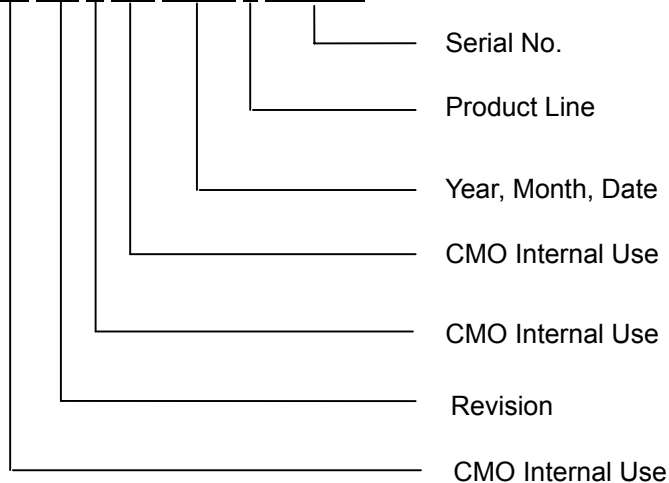 Serial No.
Product Line
Year, Month, Date
CMO Internal Use
CMO Internal Use
Revision
CMO Internal Use